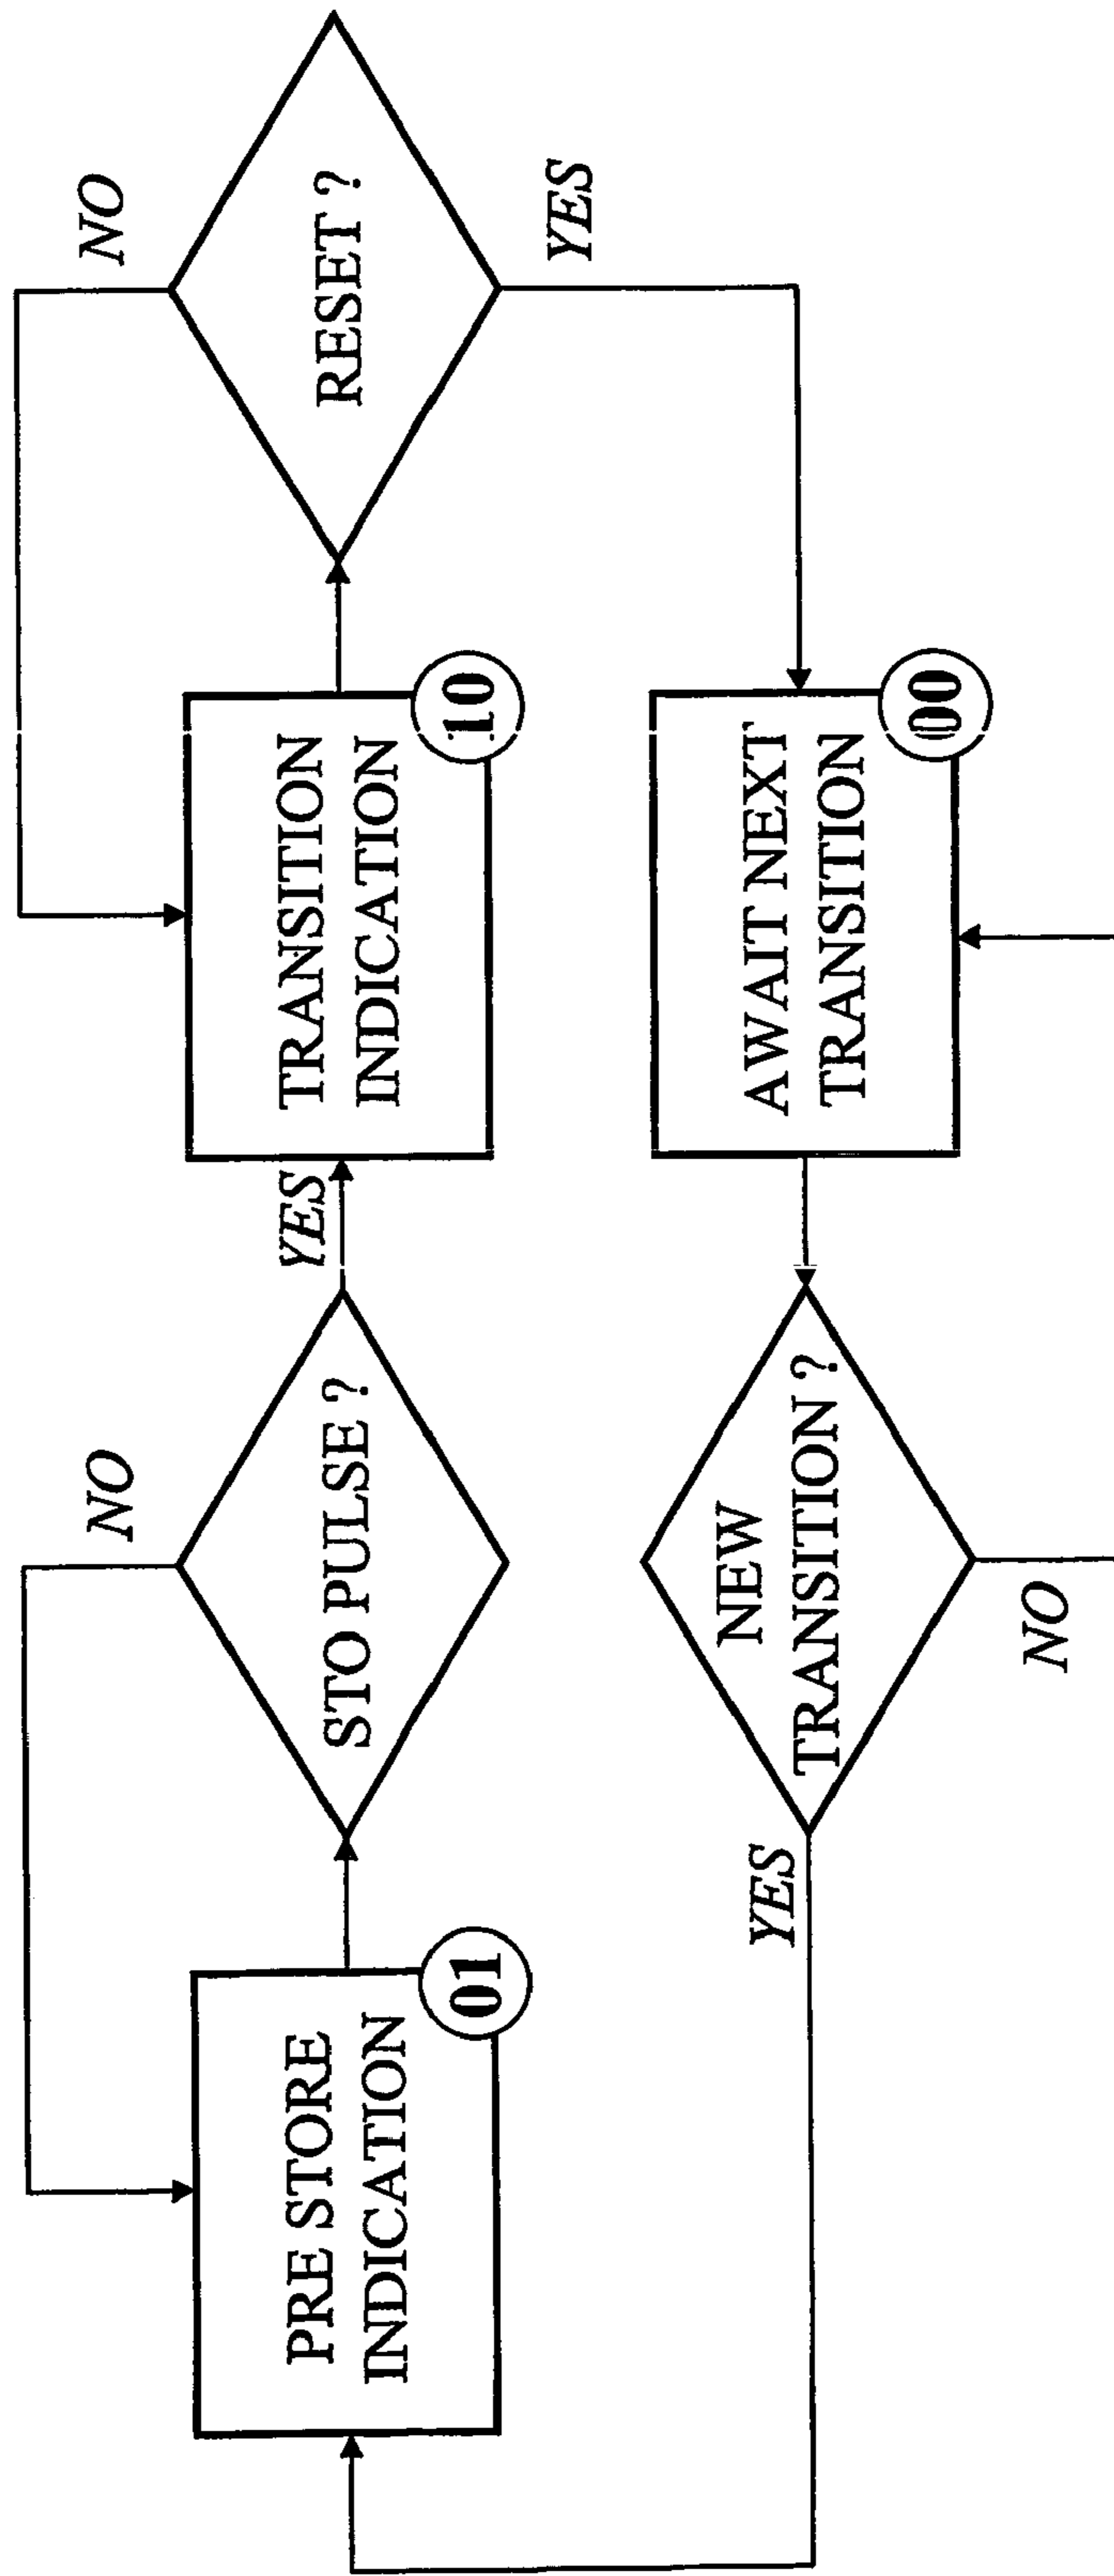 NO
NO
PRE STORE
INDICATION
01
STO PULSE ?
YES
TRANSITION
INDICATION
10
RESET ?
YES
YES
NEW
TRANSITION ?
NO
AWAIT NEXT
TRANSITION
00